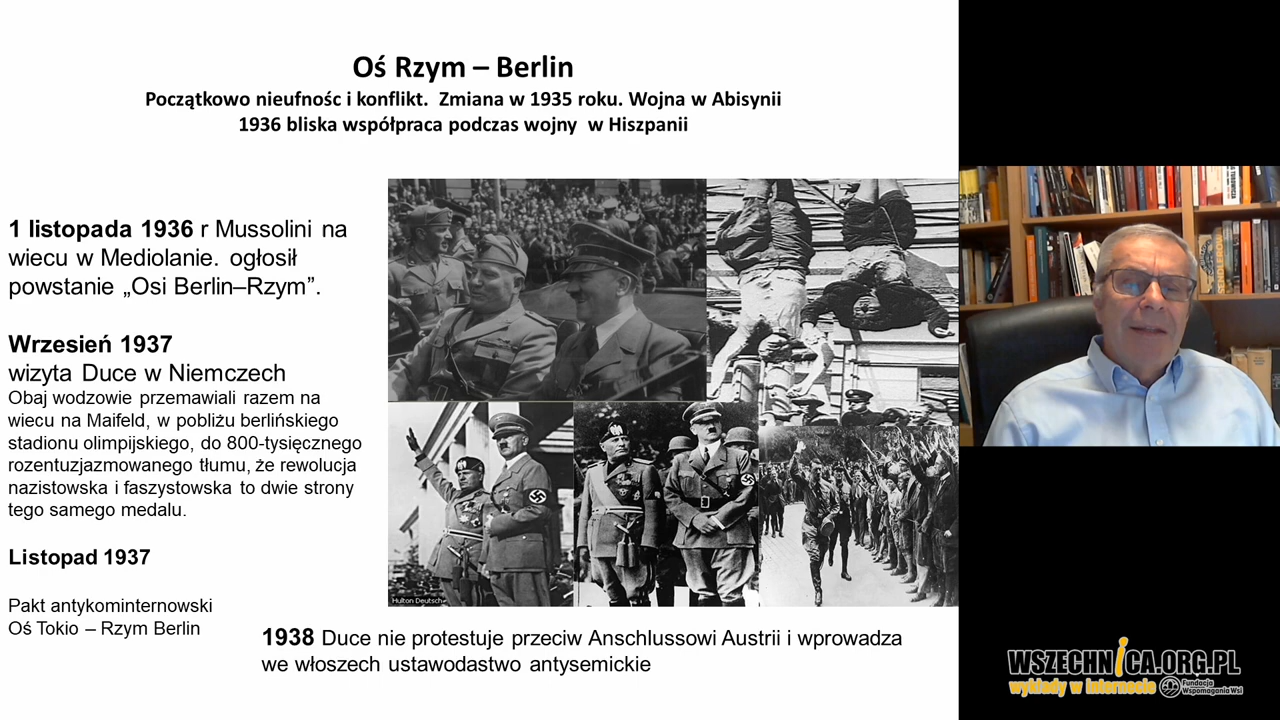 Oś Rzym – Berlin
Początkowo nieufnośc i konflikt. Zmiana w 1935 roku. Wojna w Abisynii
1936 bliska współpraca podczas wojny w Hiszpanii
1 listopada 1936 r Mussolini na
wiecu w Mediolanie. ogłosił
powstanie „Osi Berlin–Rzym”.
Wrzesień 1937
wizyta Duce w Niemczech
Obaj wodzowie przemawiali razem na
wiecu na Maifeld, w pobliżu berlińskiego
stadionu olimpijskiego, do 800-tysięcznego
rozentuzjazmowanego tłumu, że rewolucja
nazistowska i faszystowska to dwie strony
tego samego medalu.
Listopad 1937
Pakt antykominternowski
Oś Tokio – Rzym Berlin
Hulton Deutsch
1938 Duce nie protestuje przeciw Anschlussowi Austrii i wprowadza
we włoszech ustawodastwo antysemickie
WSZECHNICA.ORG.PL
wykłady w internecie
Fundacja
Wspomagania Wsi